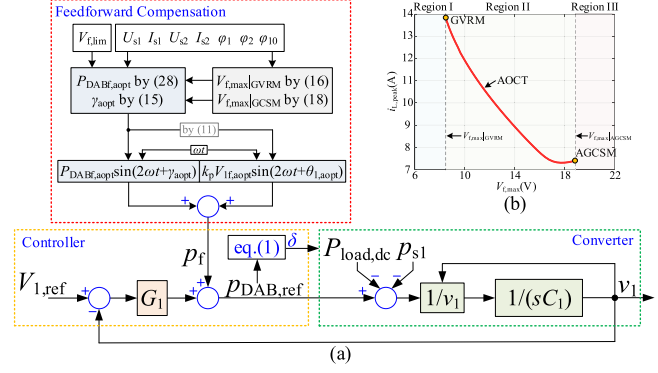 Feedforward Compensation
V_f,lim
U_s1 I_s1 U_s2 I_s2 φ_1 φ_2 φ_10
P_DABf,aopt by (28)
γ_aopt by (15)
V_f,max|GVRM by (16)
V_f,max|GCSM by (18)
by (11)
ωt
P_DABf,aopt sin(2ωt+γ_aopt)
k_p V_1f,aopt sin(2ωt+θ_1,aopt)
+ +
Controller
p_f
eq.(1) δ
V_1,ref
+
−
G_1
+
+
p_DAB,ref
Converter
P_load,dc p_s1
− −
+
1/v_1
1/(sC_1)
v_1
(a)
Region I Region II Region III
14
13
12
11
10
9
8
7
i_L,peak(A)
GVRM
AOCT
V_f,max|GVRM
V_f,max|AGCSM
AGCSM
6 10 14 18 22
V_f,max(V)
(b)